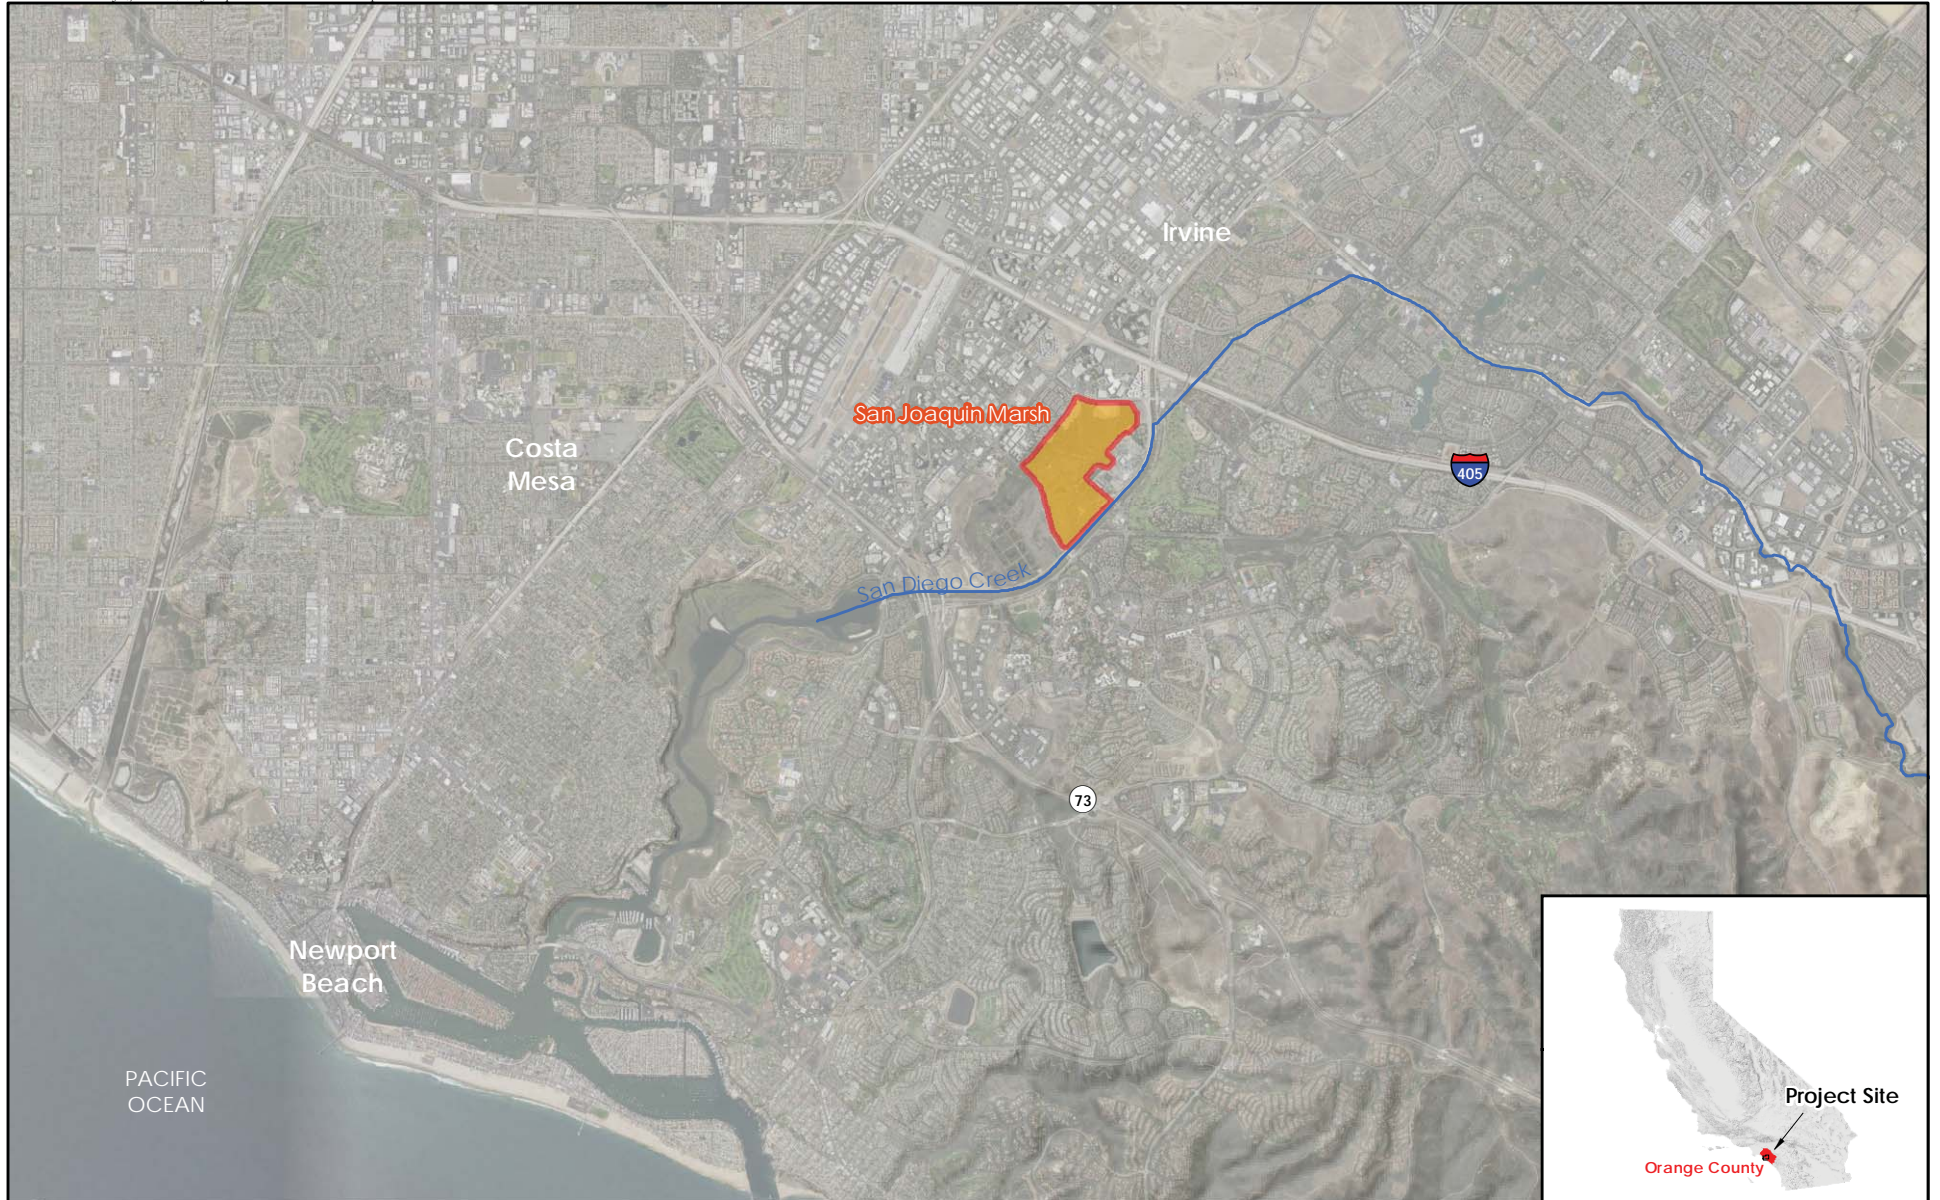 Irvine
San Joaquin Marsh
Costa
Mesa
405
San Diego Creek
73
Newport
Beach
PACIFIC
OCEAN
Project Site
Orange County